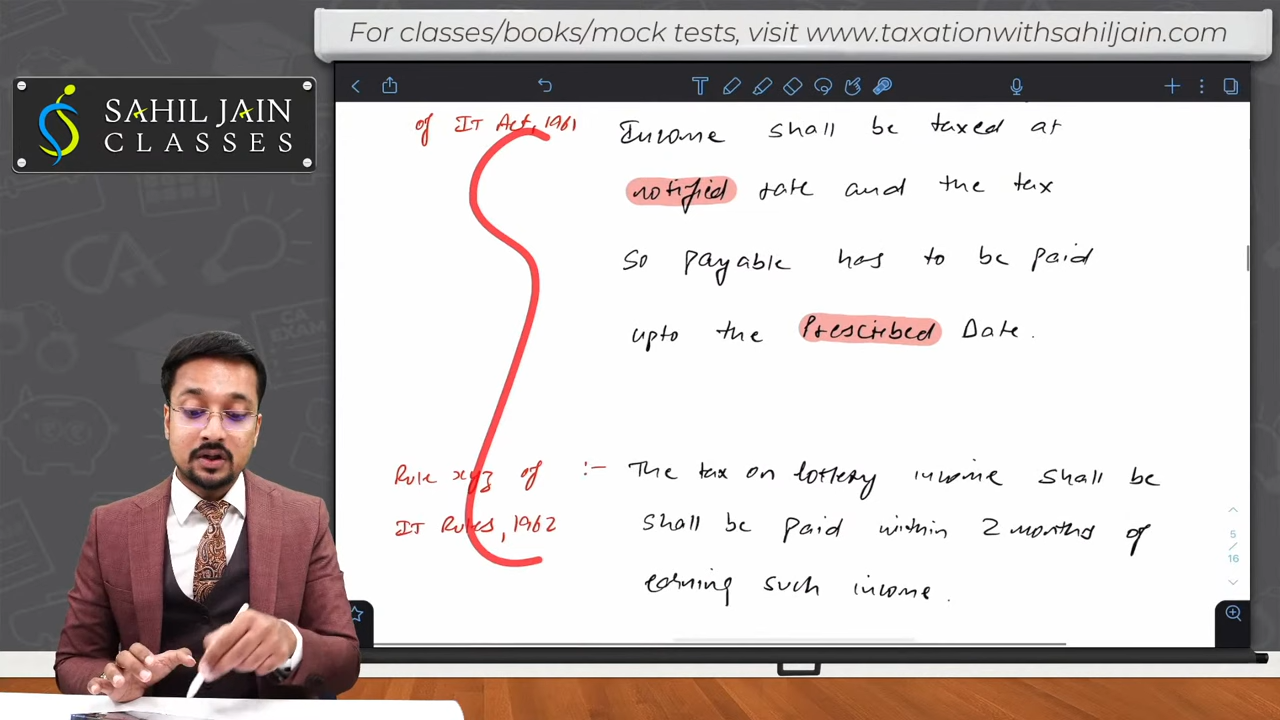 For classes/books/mock tests, visit www.taxationwithsahiljain.com
SAHIL JAIN
CLASSES
of IT Act, 1961
Income shall be taxed at
notified rate and the tax
so payable has to be paid
upto the Prescribed Date.
Rule xyz of :- The tax on lottery income shall be
IT Rules, 1962 shall be paid within 2 months of
earning such income.
5
/
16